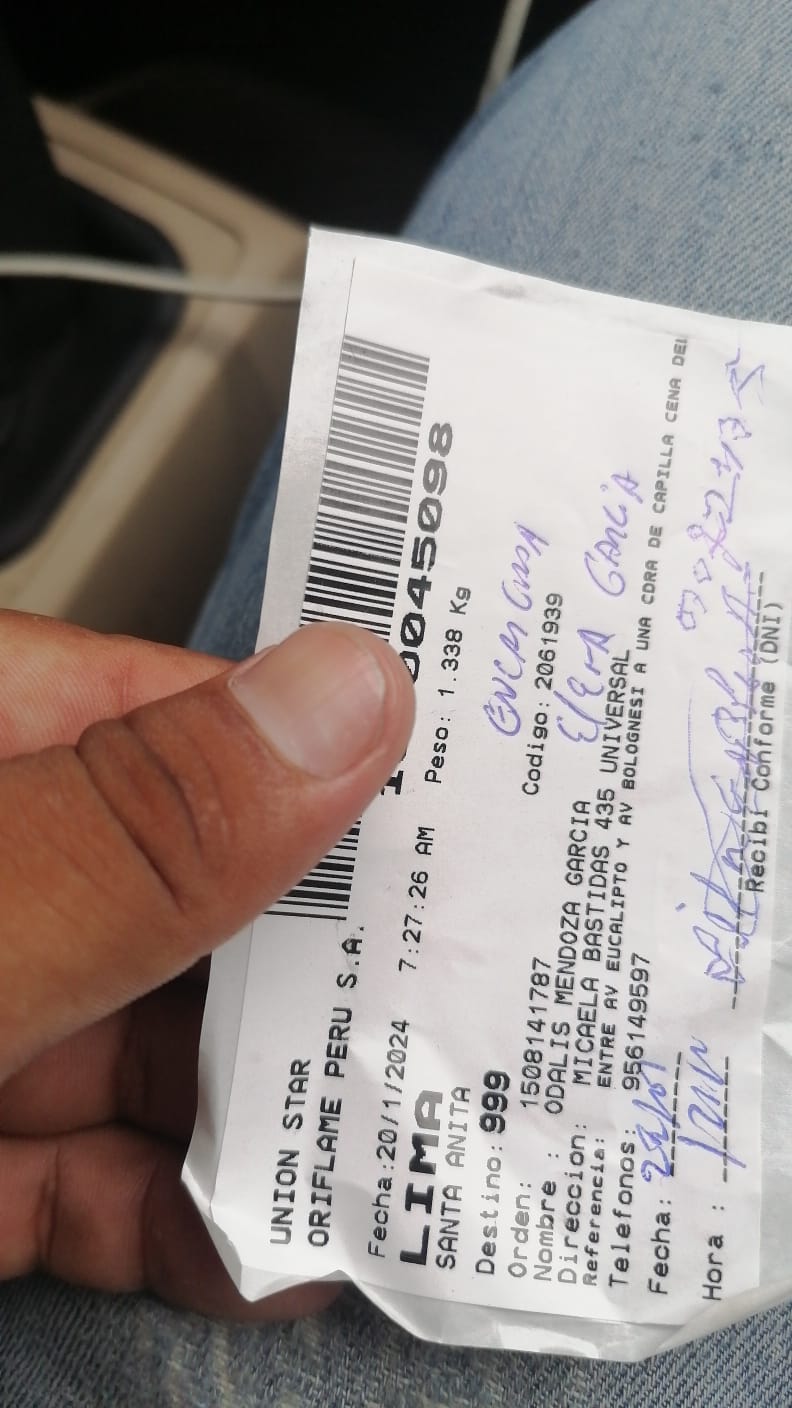 UNION STAR
ORIFLAME PERU S.A.
0045098
Fecha:20/1/2024 7:27:26 AM Peso: 1.338 Kg
LIMA
SANTA ANITA
Destino: 999
Orden: 1508141787 Codigo: 2061939
Nombre : ODALIS MENDOZA GARCIA
ElEnA GARCIA
Direccion: MICAELA BASTIDAS 435 UNIVERSAL
Referencia: ENTRE AV EUCALIPTO Y AV BOLOGNESI A UNA CDRA DE CAPILLA CENA DEL
Telefonos: 956149597
Fecha:
Hora :
Recibí Conforme (DNI)